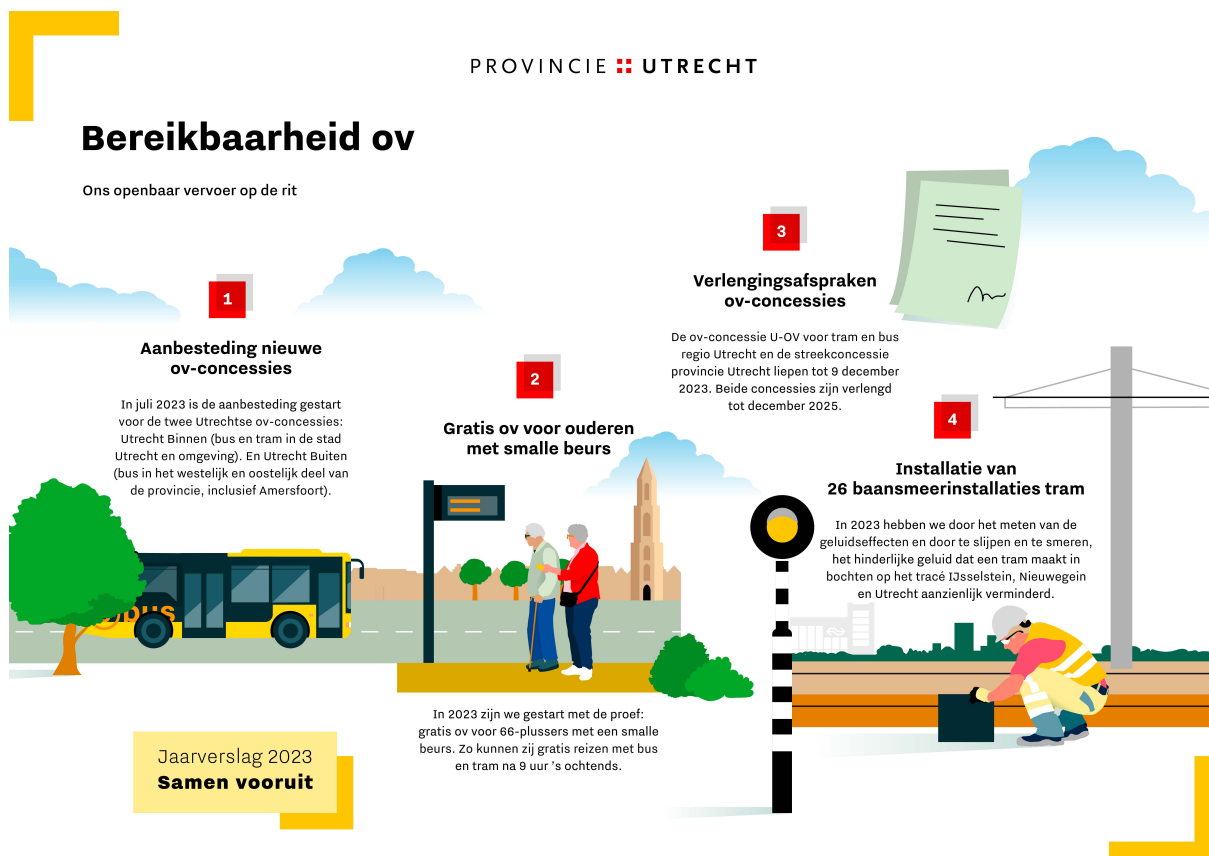 PROVINCIE UTRECHT
Bereikbaarheid ov
Ons openbaar vervoer op de rit
1
Aanbesteding nieuwe
ov-concessies
In juli 2023 is de aanbesteding gestart
voor de twee Utrechtse ov-concessies:
Utrecht Binnen (bus en tram in de stad
Utrecht en omgeving). En Utrecht Buiten
(bus in het westelijk en oostelijk deel van
de provincie, inclusief Amersfoort).
bus
2
Gratis ov voor ouderen
met smalle beurs
In 2023 zijn we gestart met de proef:
gratis ov voor 66-plussers met een smalle
beurs. Zo kunnen zij gratis reizen met bus
en tram na 9 uur ’s ochtends.
3
Verlengingsafspraken
ov-concessies
De ov-concessie U-OV voor tram en bus
regio Utrecht en de streekconcessie
provincie Utrecht liepen tot 9 december
2023. Beide concessies zijn verlengd
tot december 2025.
4
Installatie van
26 baansmeerinstallaties tram
In 2023 hebben we door het meten van de
geluidseffecten en door te slijpen en te smeren,
het hinderlijke geluid dat een tram maakt in
bochten op het tracé IJsselstein, Nieuwegein
en Utrecht aanzienlijk verminderd.
Jaarverslag 2023
Samen vooruit